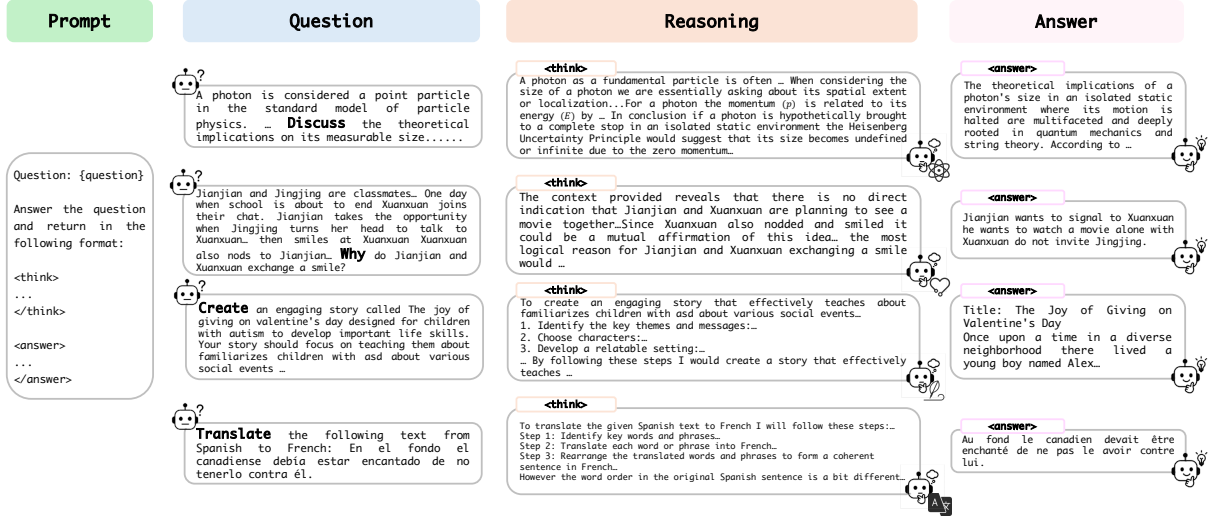 Prompt
Question
Reasoning
Answer
Question: {question}
Answer the question
and return in the
following format:
<think>
...
</think>
<answer>
...
</answer>
?
A photon is considered a point particle
in the standard model of particle
physics. … Discuss the theoretical
implications on its measurable size......
<think>
A photon as a fundamental particle is often … When considering the
size of a photon we are essentially asking about its spatial extent
or localization...For a photon the momentum (p) is related to its
energy (E) by … In conclusion if a photon is hypothetically brought
to a complete stop in an isolated static environment the Heisenberg
Uncertainty Principle would suggest that its size becomes undefined
or infinite due to the zero momentum…
<answer>
The theoretical implications of a
photon's size in an isolated static
environment where its motion is
halted are multifaceted and deeply
rooted in quantum mechanics and
string theory. According to …
?
Jianjian and Jingjing are classmates… One day
when school is about to end Xuanxuan joins
their chat. Jianjian takes the opportunity
when Jingjing turns her head to talk to
Xuanxuan… then smiles at Xuanxuan Xuanxuan
also nods to Jianjian… Why do Jianjian and
Xuanxuan exchange a smile?
<think>
The context provided reveals that there is no direct
indication that Jianjian and Xuanxuan are planning to see a
movie together…Since Xuanxuan also nodded and smiled it
could be a mutual affirmation of this idea… the most
logical reason for Jianjian and Xuanxuan exchanging a smile
would …
<answer>
Jianjian wants to signal to Xuanxuan
he wants to watch a movie alone with
Xuanxuan do not invite Jingjing.
?
Create an engaging story called The joy of
giving on valentine's day designed for children
with autism to develop important life skills.
Your story should focus on teaching them about
familiarizes children with asd about various
social events …
<think>
To create an engaging story that effectively teaches about
familiarizes children with asd about various social events…
1. Identify the key themes and messages:…
2. Choose characters:…
3. Develop a relatable setting:…
… By following these steps I would create a story that effectively
teaches …
<answer>
Title: The Joy of Giving on
Valentine's Day
Once upon a time in a diverse
neighborhood there lived a
young boy named Alex…
?
Translate the following text from
Spanish to French: En el fondo el
canadiense debía estar encantado de no
tenerlo contra él.
<think>
To translate the given Spanish text to French I will follow these steps:…
Step 1: Identify key words and phrases…
Step 2: Translate each word or phrase into French…
Step 3: Rearrange the translated words and phrases to form a coherent
sentence in French…
However the word order in the original Spanish sentence is a bit different…
<answer>
Au fond le canadien devait être
enchanté de ne pas le avoir contre
lui.